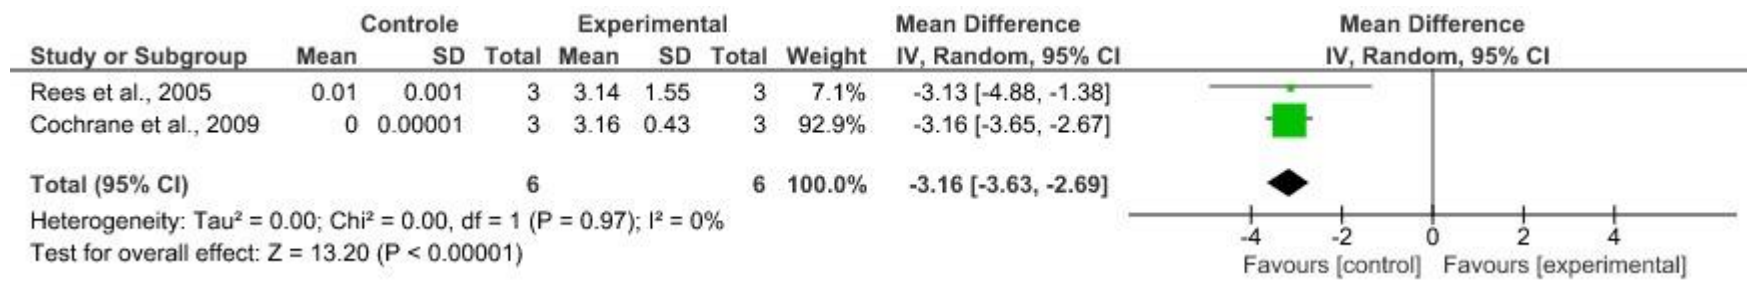 Controle Experimental Mean Difference Mean Difference
Study or Subgroup Mean SD Total Mean SD Total Weight IV, Random, 95% CI IV, Random, 95% CI
Rees et al., 2005 0.01 0.001 3 3.14 1.55 3 7.1% -3.13 [-4.88, -1.38]
Cochrane et al., 2009 0 0.00001 3 3.16 0.43 3 92.9% -3.16 [-3.65, -2.67]
Total (95% CI) 6 6 100.0% -3.16 [-3.63, -2.69]
Heterogeneity: Tau² = 0.00; Chi² = 0.00, df = 1 (P = 0.97); I² = 0%
Test for overall effect: Z = 13.20 (P < 0.00001)
-4 -2 0 2 4
Favours [control] Favours [experimental]